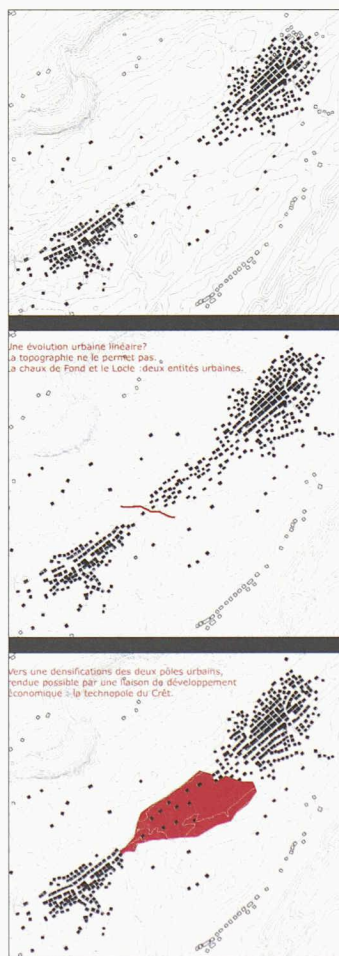 Une évolution urbaine linéaire?
La topographie ne le permet pas.
La chaux de Fond et le Locle : deux entités urbaines.
Vers une densifications des deux pôles urbains,
rendue possible par une liaison de développement
économique : la technopole du Crêt.